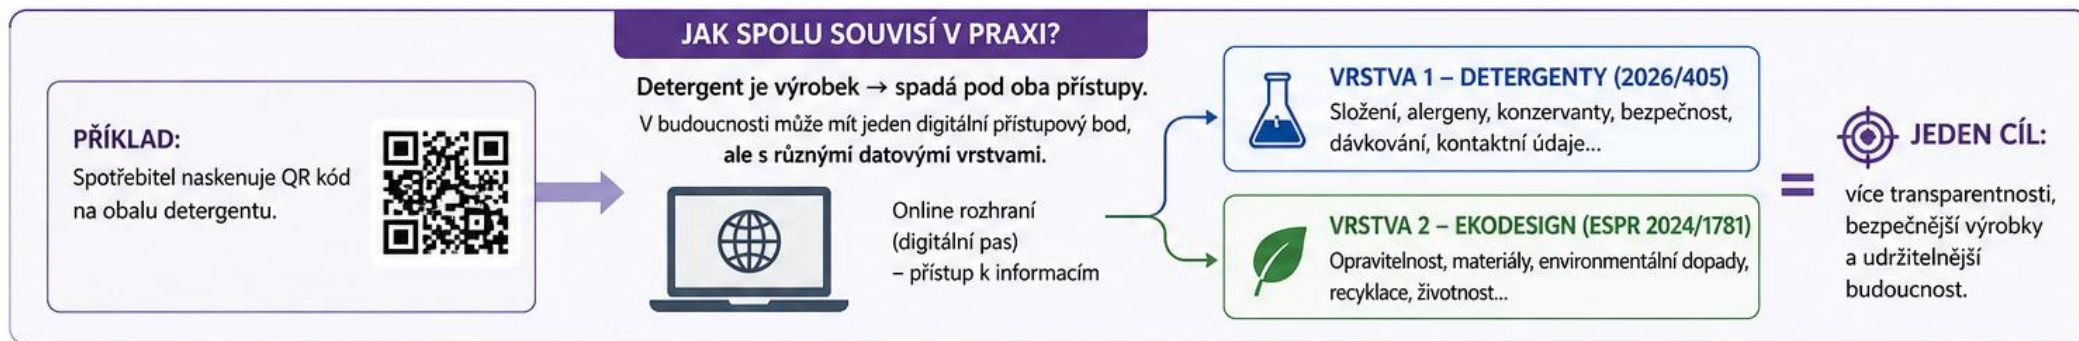 JAK SPOLU SOUVISÍ V PRAXI?
PŘÍKLAD:
Spotřebitel naskenuje QR kód
na obalu detergentu.
Detergent je výrobek → spadá pod oba přístupy.
V budoucnosti může mít jeden digitální přístupový bod,
ale s různými datovými vrstvami.
Online rozhraní
(digitální pas)
– přístup k informacím
VRSTVA 1 – DETERGENTY (2026/405)
Složení, alergeny, konzervanty, bezpečnost,
dávkování, kontaktní údaje...
VRSTVA 2 – EKODESIGN (ESPR 2024/1781)
Opravitelnost, materiály, environmentální dopady,
recyklace, životnost...
=
JEDEN CÍL:
více transparentnosti,
bezpečnější výrobky
a udržitelnější
budoucnost.